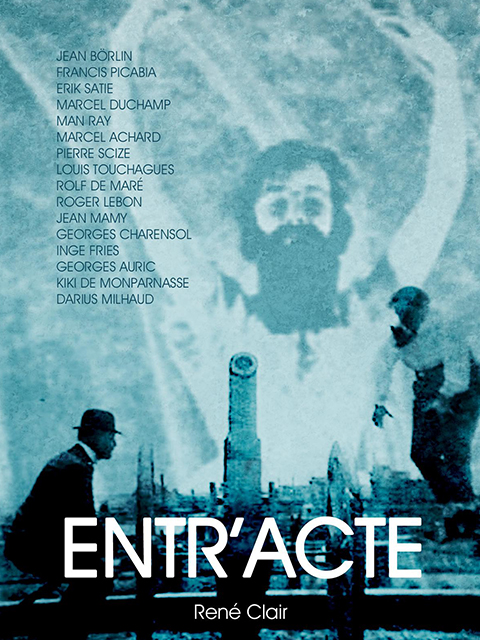 JEAN BÖRLIN
FRANCIS PICABIA
ERIK SATIE
MARCEL DUCHAMP
MAN RAY
MARCEL ACHARD
PIERRE SCIZE
LOUIS TOUCHAGUES
ROLF DE MARÉ
ROGER LEBON
JEAN MAMY
GEORGES CHARENSOL
INGE FRIES
GEORGES AURIC
KIKI DE MONPARNASSE
DARIUS MILHAUD
ENTR'ACTE
René Clair